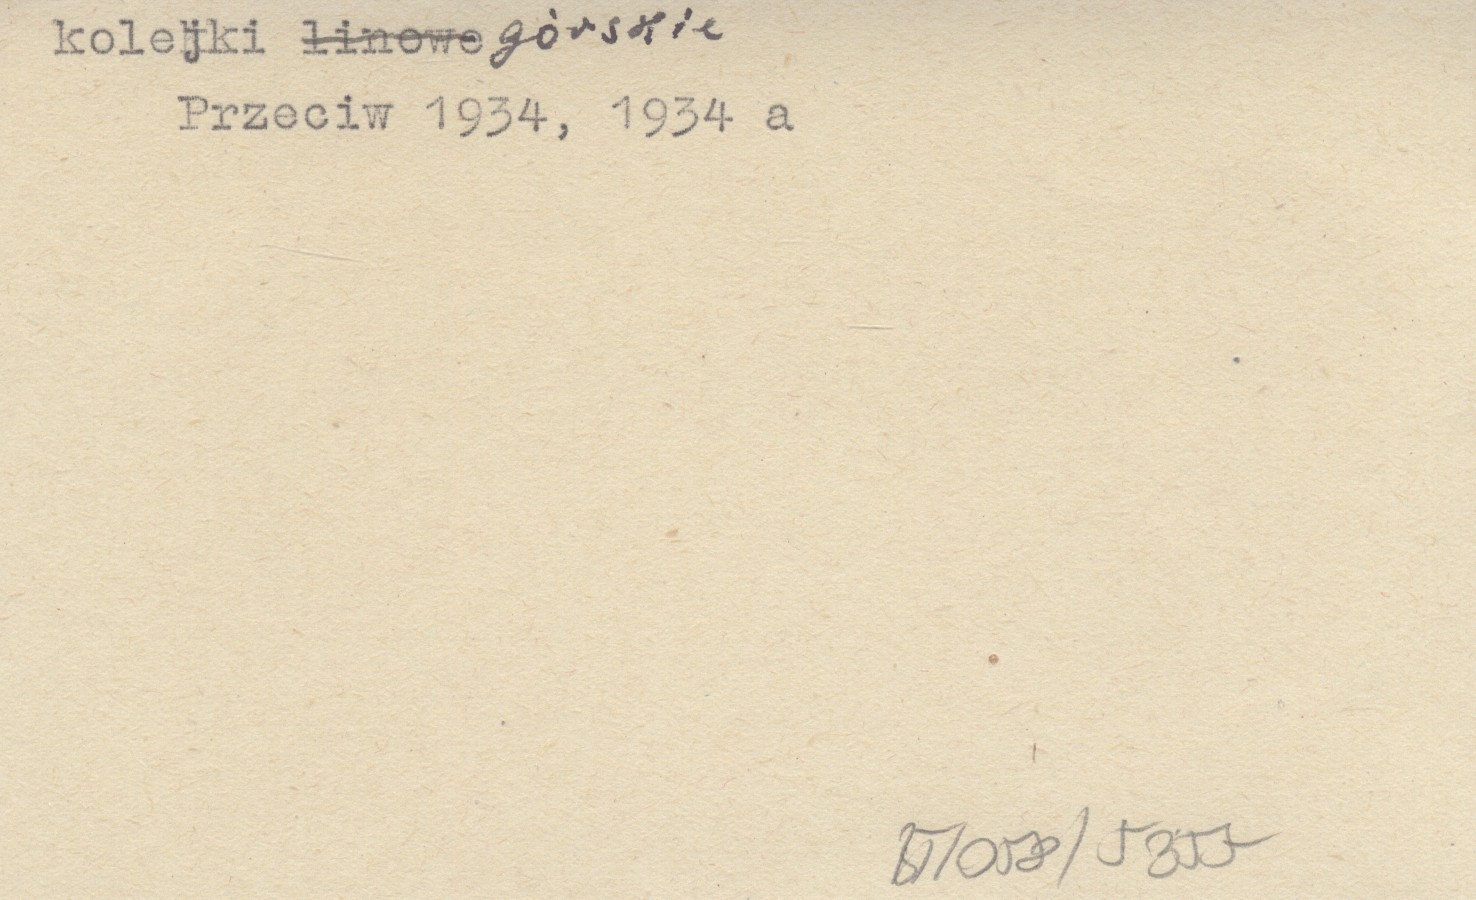 kolejki linowe górskie
Przeciw 1934, 1934 a